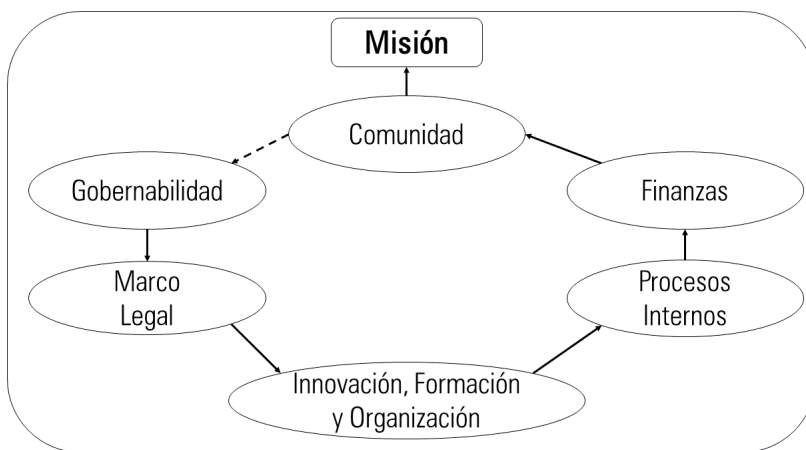 Misión
Comunidad
Gobernabilidad
Finanzas
Marco
Legal
Procesos
Internos
Innovación, Formación
y Organización